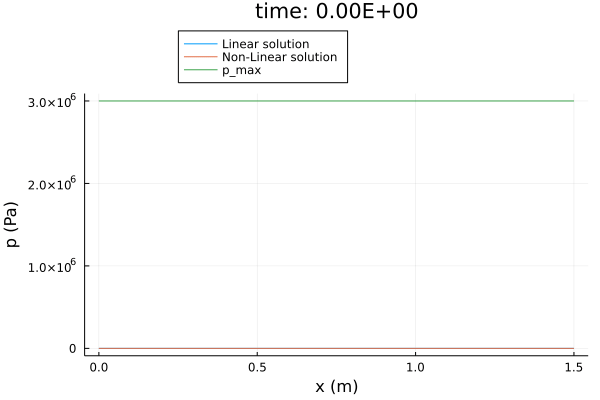 time: 0.00E+00
Linear solution
Non-Linear solution
p_max
3.0×10⁶
2.0×10⁶
1.0×10⁶
0
p (Pa)
0.0 0.5 1.0 1.5
x (m)